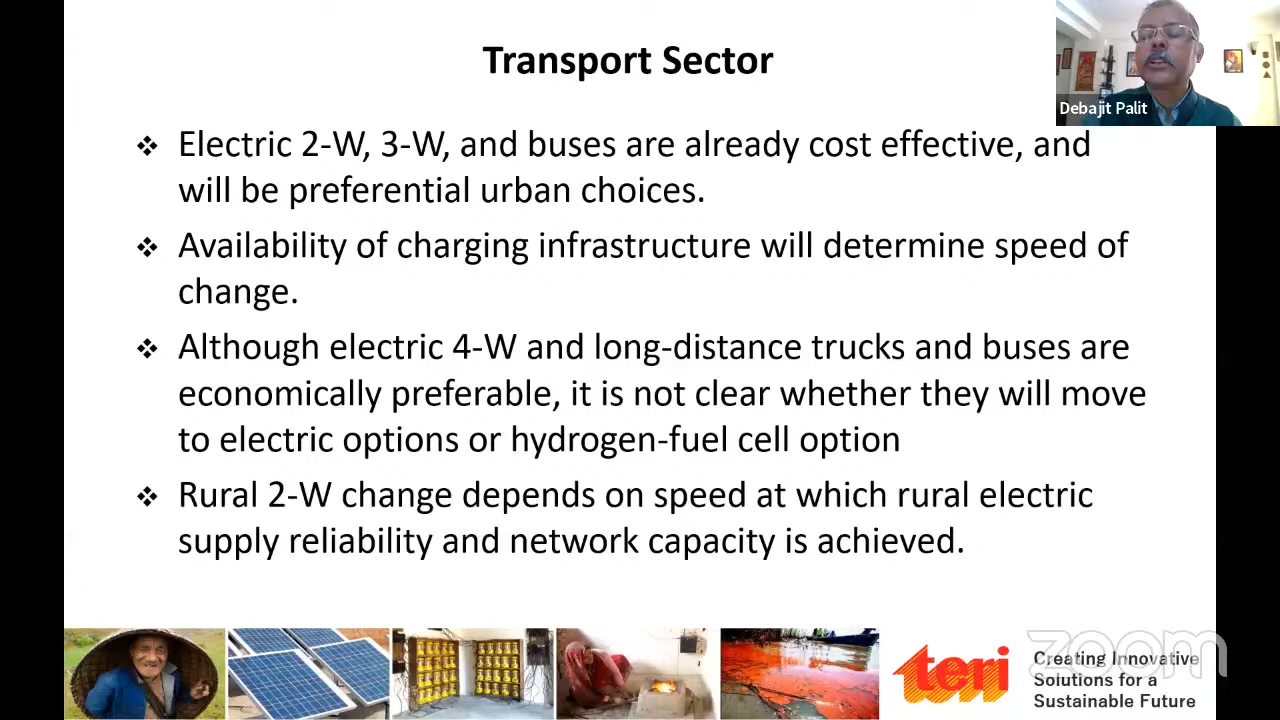 Transport Sector
Debajit Palit
❖ Electric 2-W, 3-W, and buses are already cost effective, and
will be preferential urban choices.
❖ Availability of charging infrastructure will determine speed of
change.
❖ Although electric 4-W and long-distance trucks and buses are
economically preferable, it is not clear whether they will move
to electric options or hydrogen-fuel cell option
❖ Rural 2-W change depends on speed at which rural electric
supply reliability and network capacity is achieved.
teri
zoom
Creating Innovative
Solutions for a
Sustainable Future